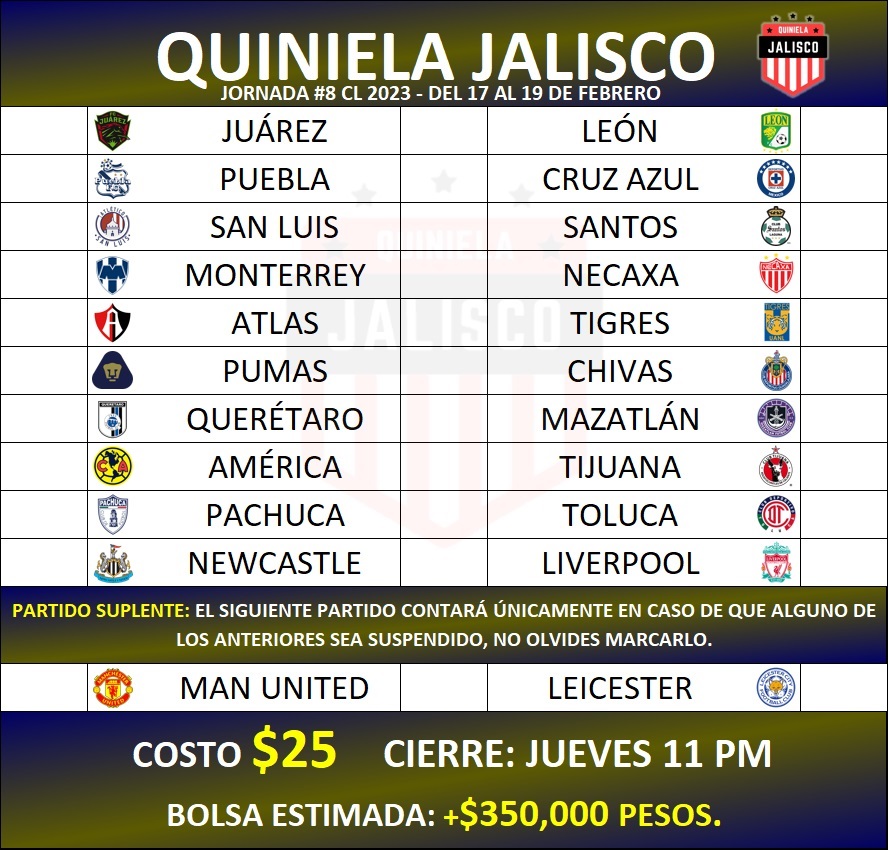 QUINIELA JALISCO
QUINIELA
JALISCO
JORNADA #8 CL 2023 - DEL 17 AL 19 DE FEBRERO
JUÁREZ LEÓN
PUEBLA CRUZ AZUL
SAN LUIS SANTOS
MONTERREY NECAXA
ATLAS TIGRES
PUMAS CHIVAS
QUERÉTARO MAZATLÁN
AMÉRICA TIJUANA
PACHUCA TOLUCA
NEWCASTLE LIVERPOOL
QUINIELA
JALISCO
PARTIDO SUPLENTE: EL SIGUIENTE PARTIDO CONTARÁ ÚNICAMENTE EN CASO DE QUE ALGUNO DE
LOS ANTERIORES SEA SUSPENDIDO, NO OLVIDES MARCARLO.
MAN UNITED LEICESTER
COSTO $25 CIERRE: JUEVES 11 PM
BOLSA ESTIMADA: +$350,000 PESOS.